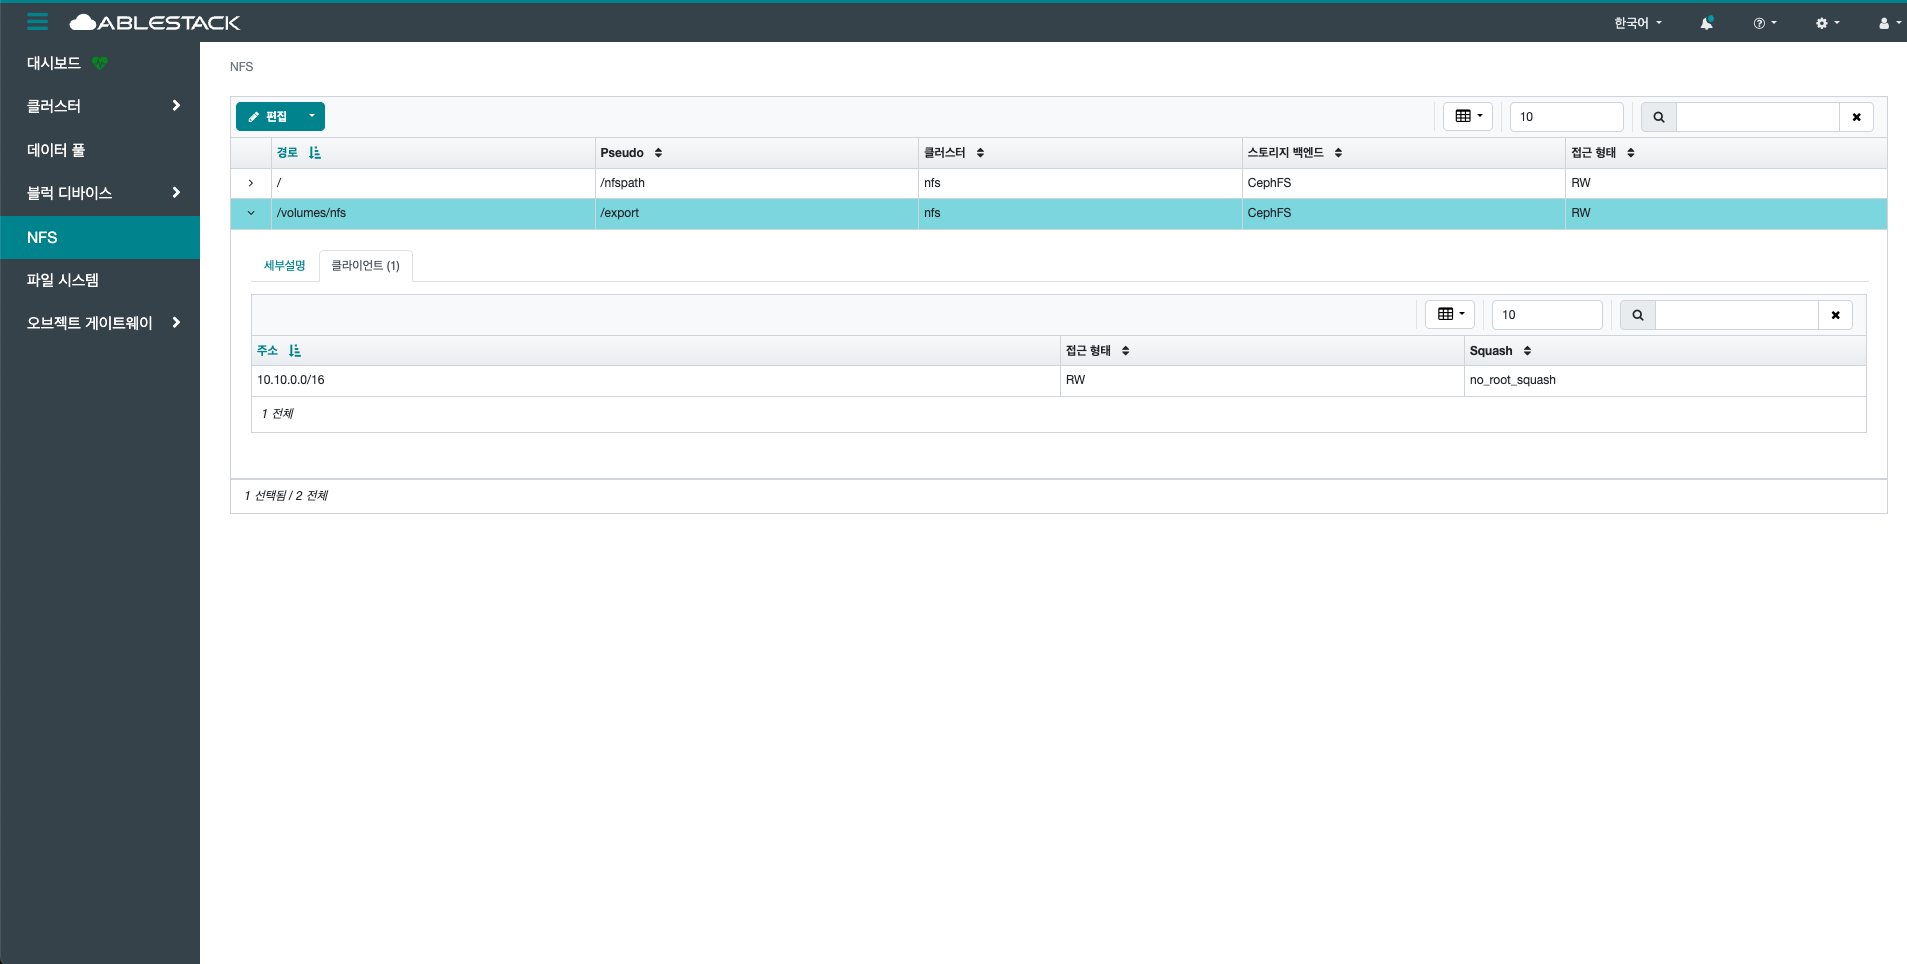 ABLESTACK
한국어
대시보드
클러스터
데이터 풀
블럭 디바이스
NFS
파일 시스템
오브젝트 게이트웨이
NFS
편집
10
경로 Pseudo 클러스터 스토리지 백엔드 접근 형태
/ /nfspath nfs CephFS RW
/volumes/nfs /export nfs CephFS RW
세부설명 클라이언트 (1)
10
주소 접근 형태 Squash
10.10.0.0/16 RW no_root_squash
1 전체
1 선택됨 / 2 전체